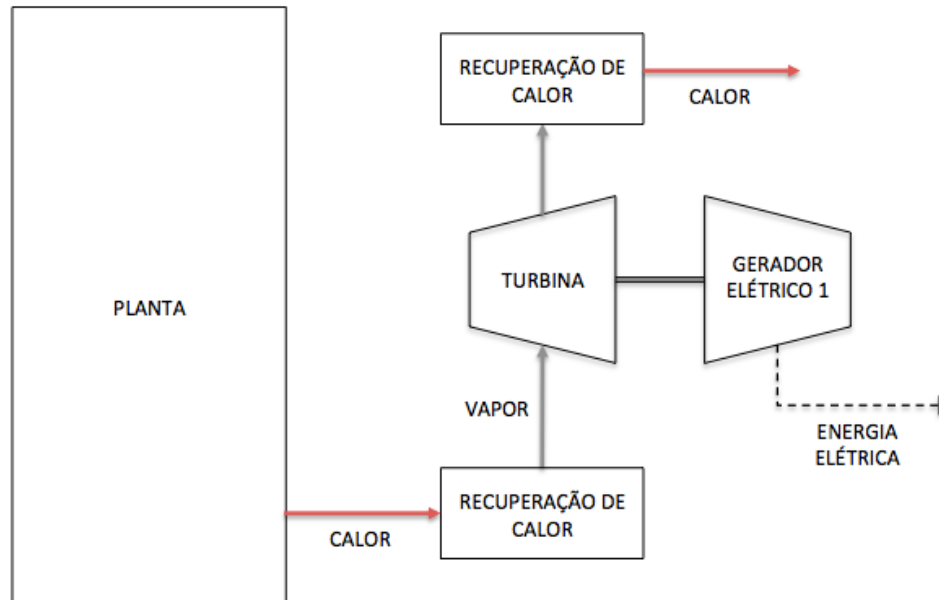 RECUPERAÇÃO DE
CALOR
CALOR
PLANTA
TURBINA
GERADOR
ELÉTRICO 1
VAPOR
ENERGIA
ELÉTRICA
RECUPERAÇÃO DE
CALOR
CALOR